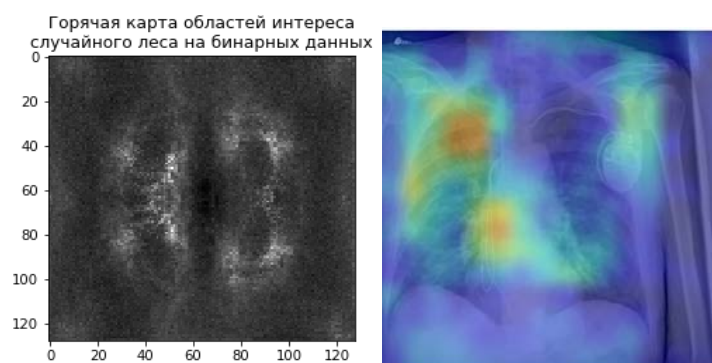 Горячая карта областей интереса
случайного леса на бинарных данных
0
20
40
60
80
100
120
0 20 40 60 80 100 120